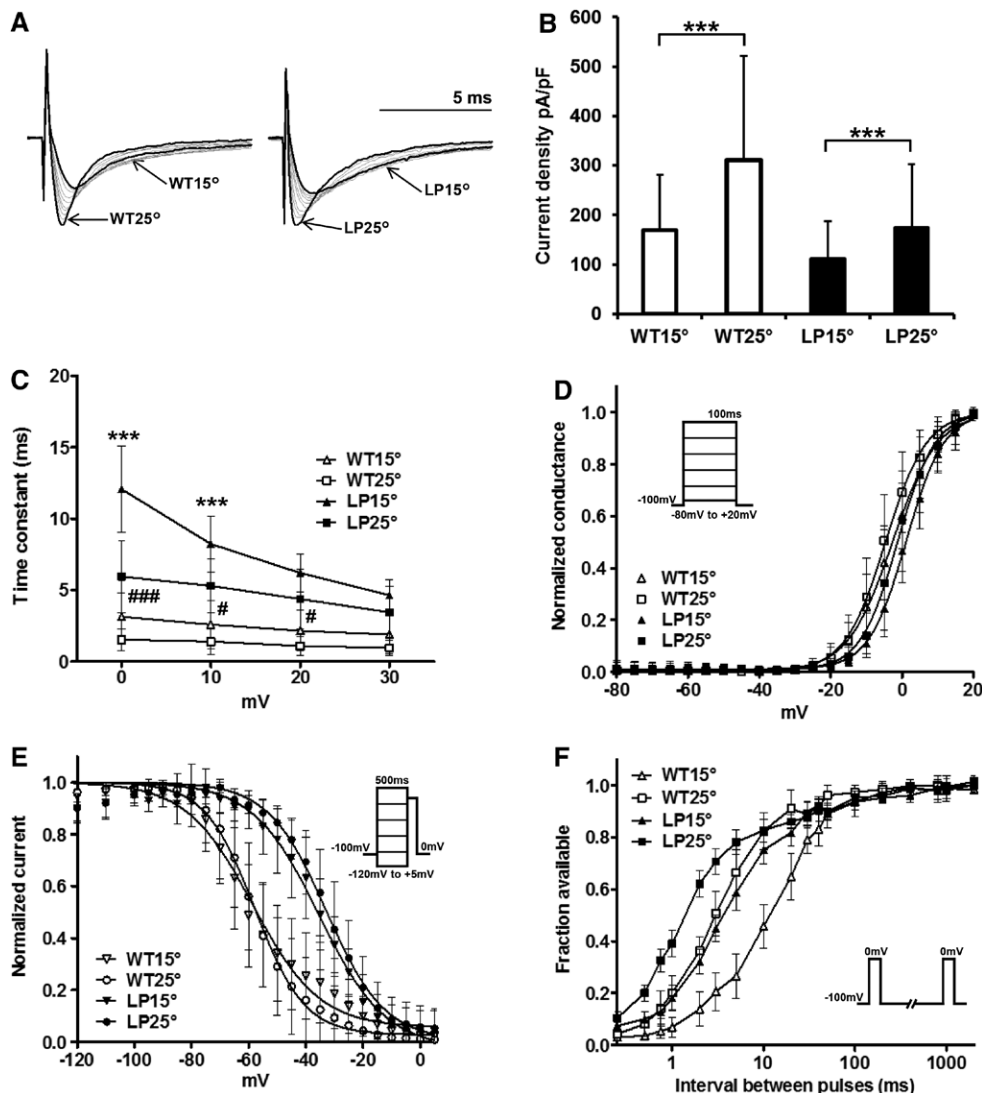 A
5 ms
WT15°
WT25°
LP15°
LP25°
B
Current density pA/pF
600
500
400
300
200
100
0
***
***
WT15°
WT25°
LP15°
LP25°
C
Time constant (ms)
20
15
10
5
0
***
***
###
#
#
WT15°
WT25°
LP15°
LP25°
0
10
20
30
mV
D
Normalized conductance
1.0
0.8
0.6
0.4
0.2
0.0
100ms
-100mV
-80mV to +20mV
WT15°
WT25°
LP15°
LP25°
-80
-60
-40
-20
0
20
mV
E
Normalized current
1.0
0.8
0.6
0.4
0.2
0.0
500ms
-100mV
0mV
-120mV to +5mV
WT15°
WT25°
LP15°
LP25°
-120
-100
-80
-60
-40
-20
0
mV
F
Fraction available
1.0
0.8
0.6
0.4
0.2
0.0
WT15°
WT25°
LP15°
LP25°
0mV
0mV
-100mV
1
10
100
1000
Interval between pulses (ms)